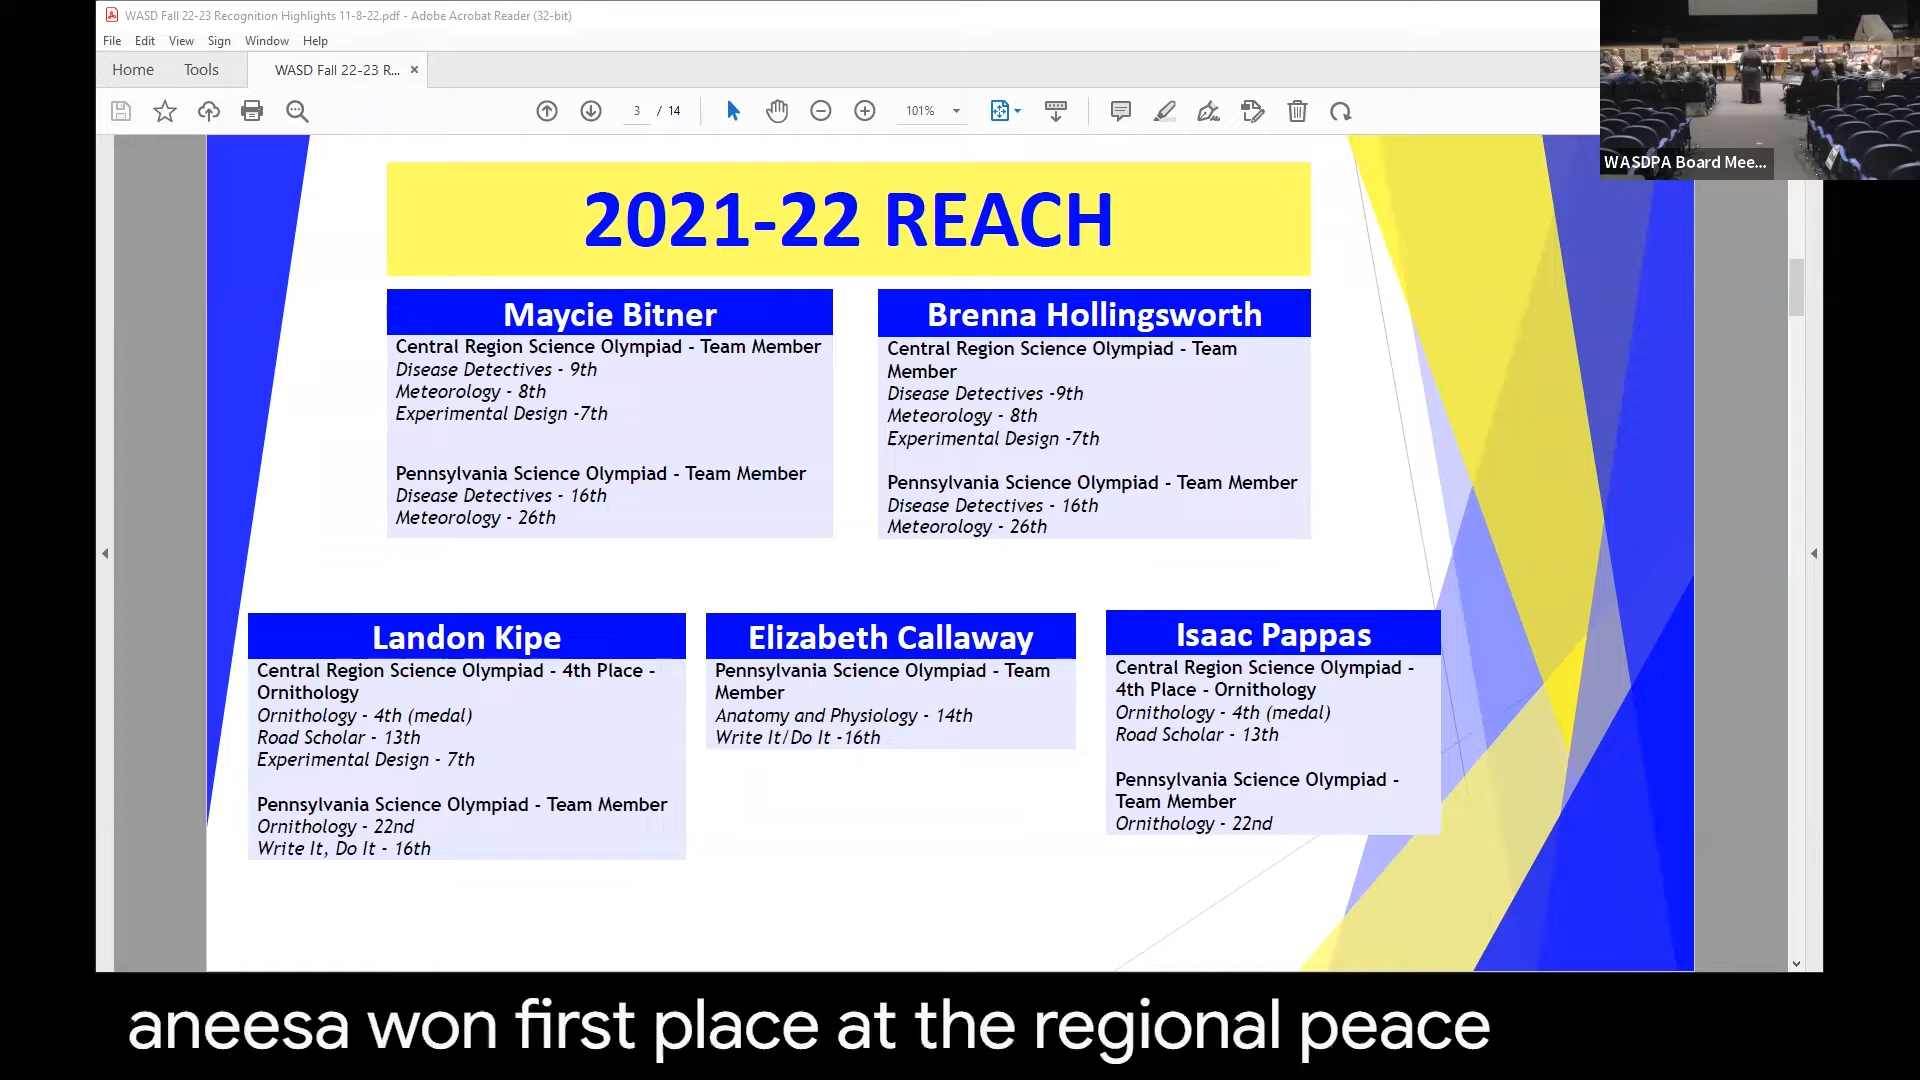 WASD Fall 22-23 Recognition Highlights 11-8-22.pdf - Adobe Acrobat Reader (32-bit)
File Edit View Sign Window Help
Home Tools WASD Fall 22-23 R... ×
3 / 14 101%
WASDPA Board Mee...
2021-22 REACH
Maycie Bitner
Central Region Science Olympiad - Team Member
Disease Detectives - 9th
Meteorology - 8th
Experimental Design -7th
Pennsylvania Science Olympiad - Team Member
Disease Detectives - 16th
Meteorology - 26th
Brenna Hollingsworth
Central Region Science Olympiad - Team
Member
Disease Detectives -9th
Meteorology - 8th
Experimental Design -7th
Pennsylvania Science Olympiad - Team Member
Disease Detectives - 16th
Meteorology - 26th
Landon Kipe
Central Region Science Olympiad - 4th Place -
Ornithology
Ornithology - 4th (medal)
Road Scholar - 13th
Experimental Design - 7th
Pennsylvania Science Olympiad - Team Member
Ornithology - 22nd
Write It, Do It - 16th
Elizabeth Callaway
Pennsylvania Science Olympiad - Team
Member
Anatomy and Physiology - 14th
Write It/Do It -16th
Isaac Pappas
Central Region Science Olympiad -
4th Place - Ornithology
Ornithology - 4th (medal)
Road Scholar - 13th
Pennsylvania Science Olympiad -
Team Member
Ornithology - 22nd
aneesa won first place at the regional peace